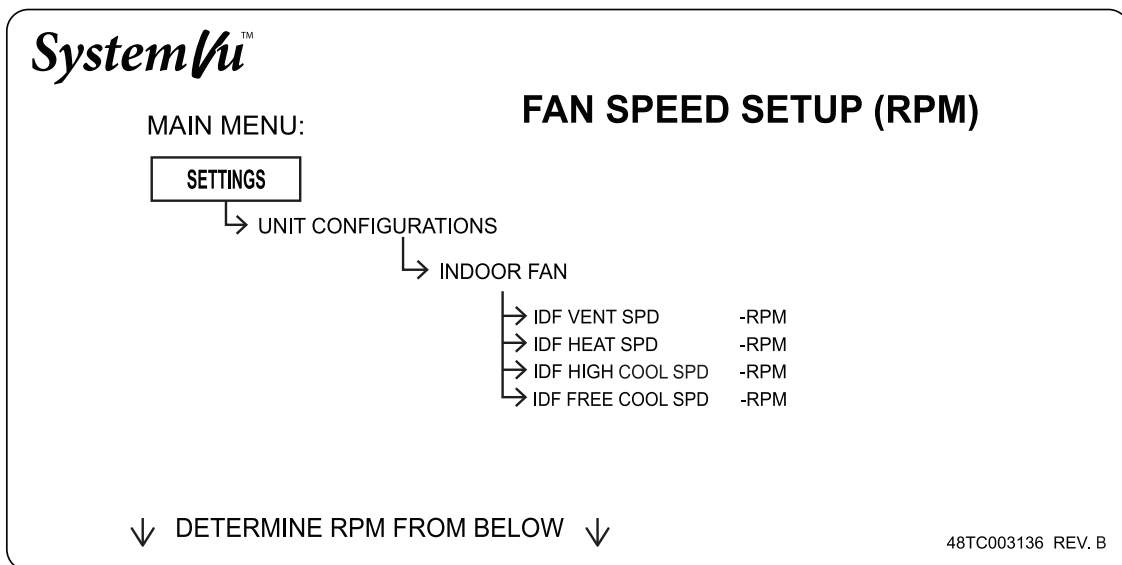 SystemVu™
FAN SPEED SETUP (RPM)
MAIN MENU:
SETTINGS
UNIT CONFIGURATIONS
INDOOR FAN
IDF VENT SPD -RPM
IDF HEAT SPD -RPM
IDF HIGH COOL SPD -RPM
IDF FREE COOL SPD -RPM
DETERMINE RPM FROM BELOW
48TC003136 REV. B